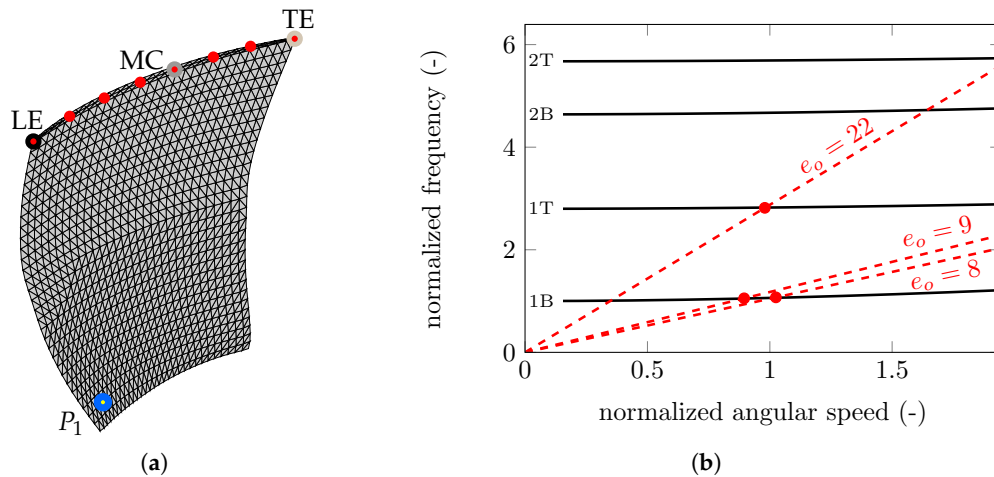 TE
MC
LE
P1
(a)
normalized frequency (-)
6
4
2
0
2T
2B
1T
1B
e_o = 22
e_o = 9
e_o = 8
0 0.5 1 1.5
normalized angular speed (-)
(b)